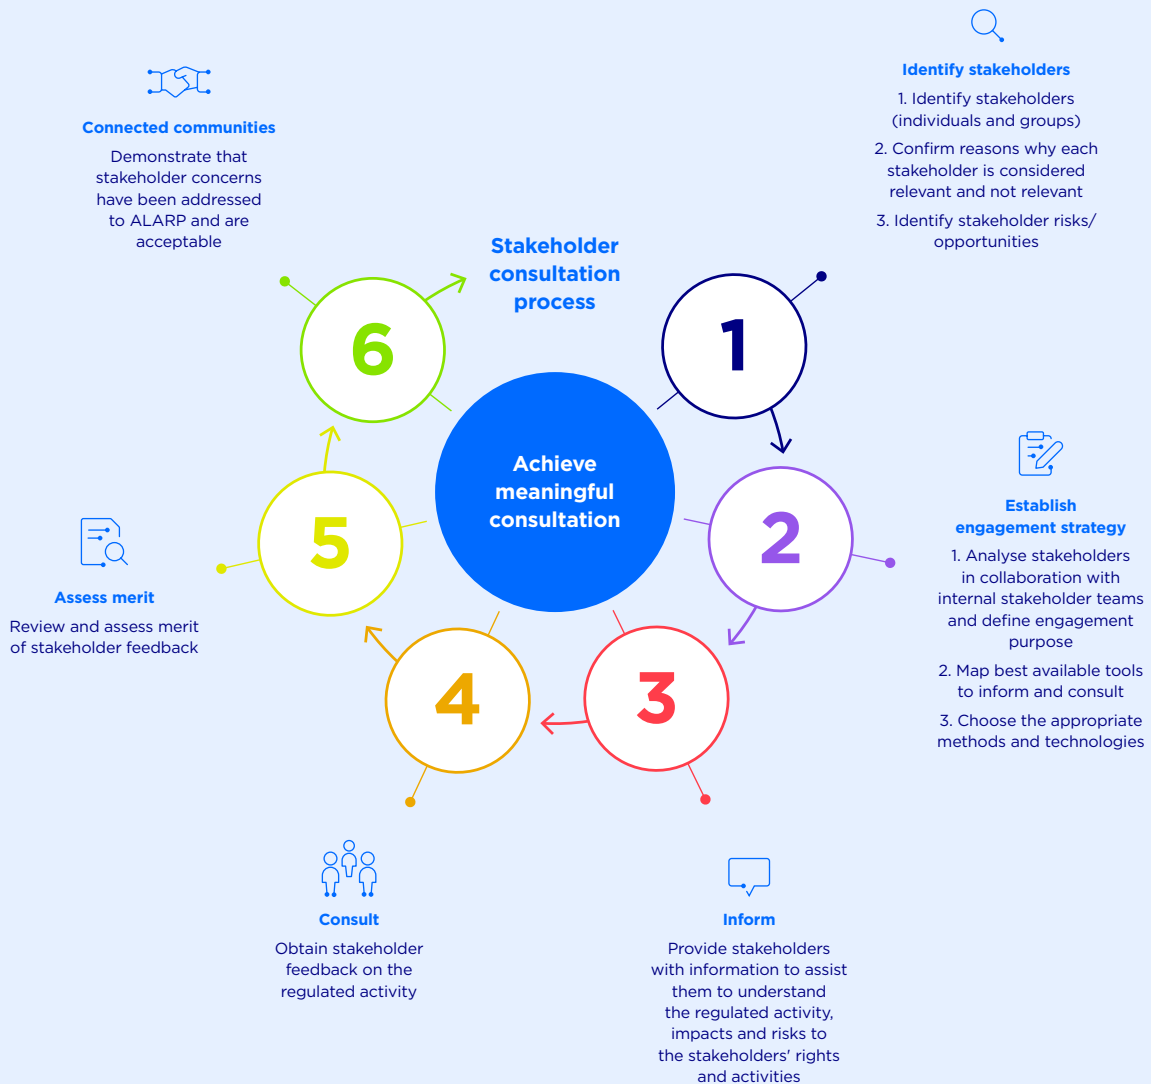 Stakeholder
consultation
process
Achieve
meaningful
consultation
1
Identify stakeholders
1. Identify stakeholders
(individuals and groups)
2. Confirm reasons why each
stakeholder is considered
relevant and not relevant
3. Identify stakeholder risks/
opportunities
2
Establish
engagement strategy
1. Analyse stakeholders
in collaboration with
internal stakeholder teams
and define engagement
purpose
2. Map best available tools
to inform and consult
3. Choose the appropriate
methods and technologies
3
Inform
Provide stakeholders
with information to assist
them to understand
the regulated activity,
impacts and risks to
the stakeholders' rights
and activities
4
Consult
Obtain stakeholder
feedback on the
regulated activity
5
Assess merit
Review and assess merit
of stakeholder feedback
6
Connected communities
Demonstrate that
stakeholder concerns
have been addressed
to ALARP and are
acceptable